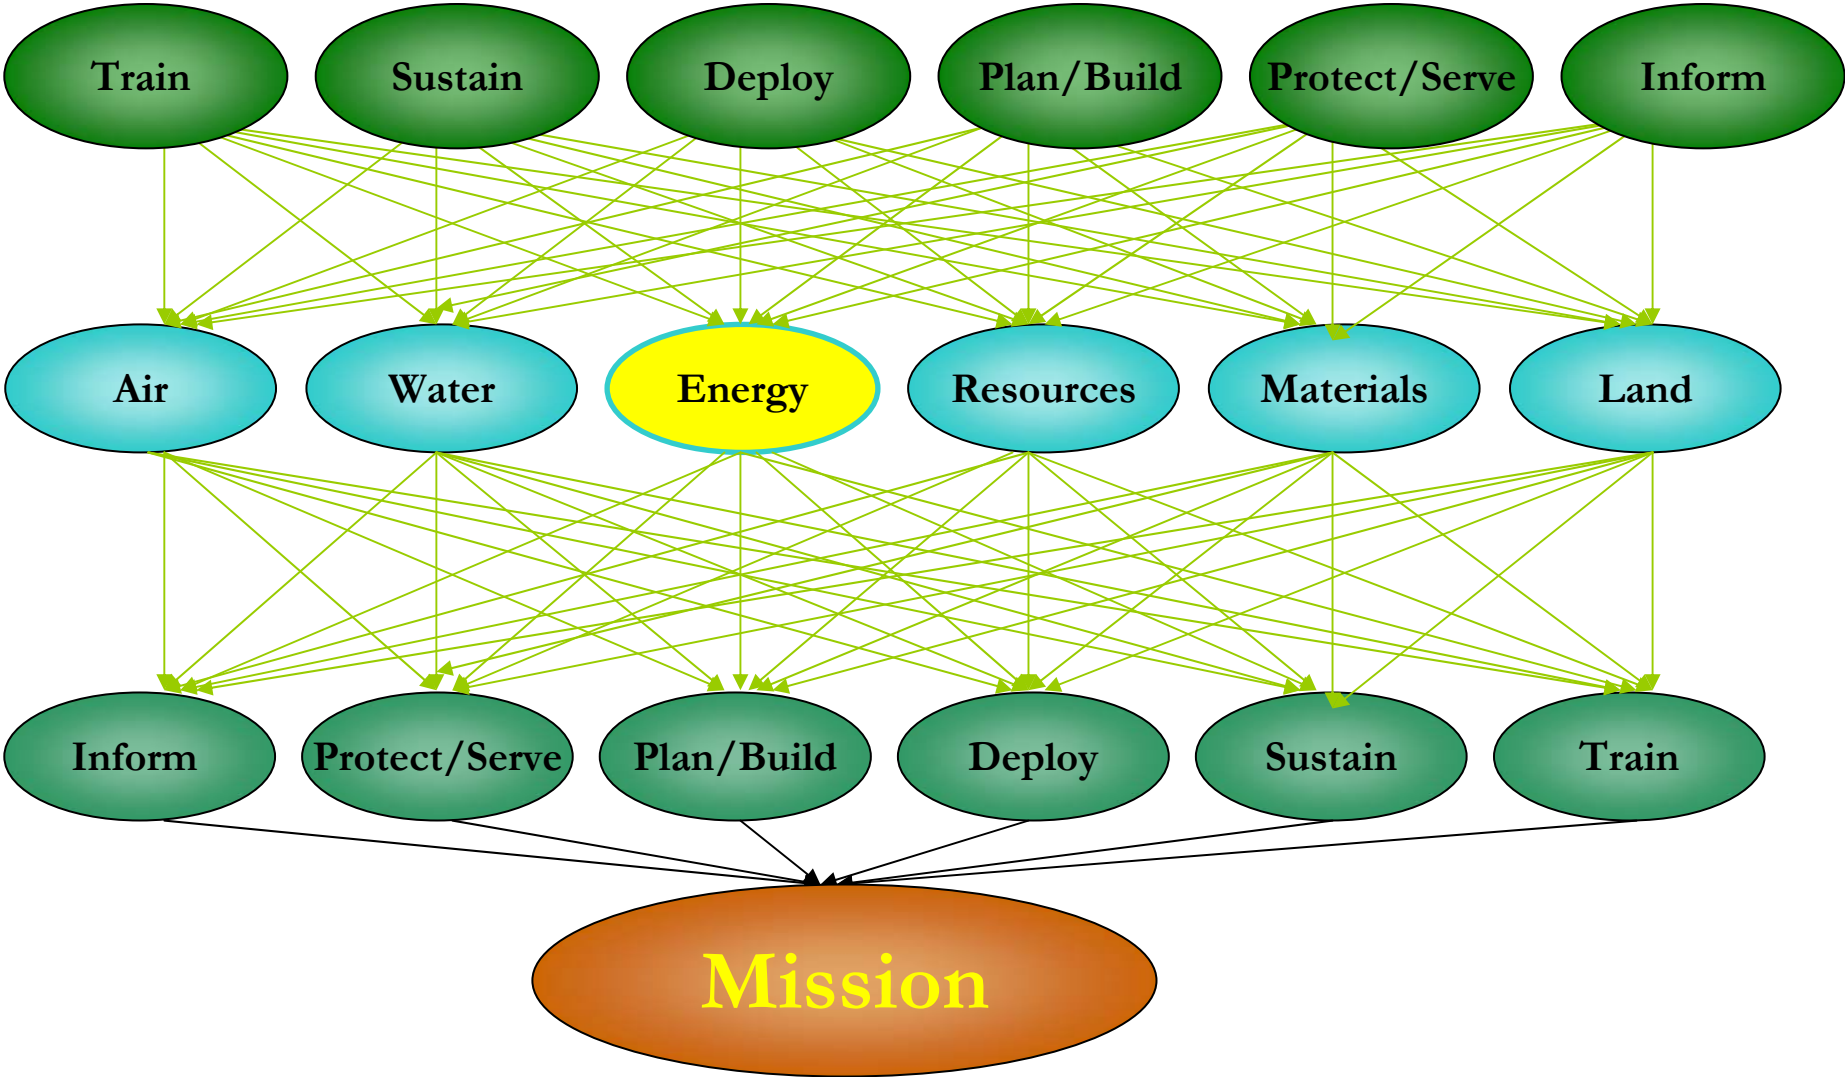 Train
Sustain
Deploy
Plan/Build
Protect/Serve
Inform
Air
Water
Energy
Resources
Materials
Land
Inform
Protect/Serve
Plan/Build
Deploy
Sustain
Train
Mission